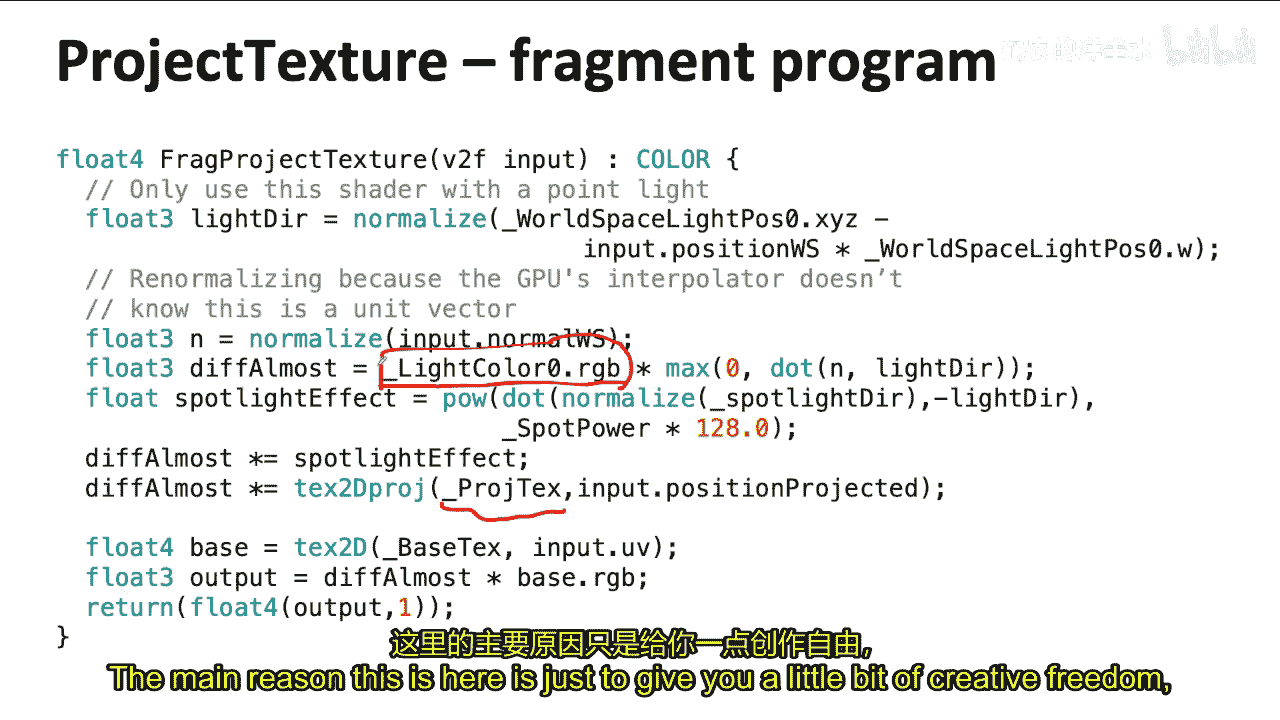 ProjectTexture – fragment program
float4 FragProjectTexture(v2f input) : COLOR {
// Only use this shader with a point light
float3 lightDir = normalize(_WorldSpaceLightPos0.xyz –
input.positionWS * _WorldSpaceLightPos0.w);
// Renormalizing because the GPU's interpolator doesn’t
// know this is a unit vector
float3 n = normalize(input.normalWS);
float3 diffAlmost = _LightColor0.rgb * max(0, dot(n, lightDir));
float spotlightEffect = pow(dot(normalize(_spotlightDir),-lightDir),
_SpotPower * 128.0);
diffAlmost *= spotlightEffect;
diffAlmost *= tex2Dproj(_ProjTex,input.positionProjected);
float4 base = tex2D(_BaseTex, input.uv);
float3 output = diffAlmost * base.rgb;
return(float4(output,1));
}
这里的主要原因只是给你一点创作自由,
The main reason this is here is just to give you a little bit of creative freedom,